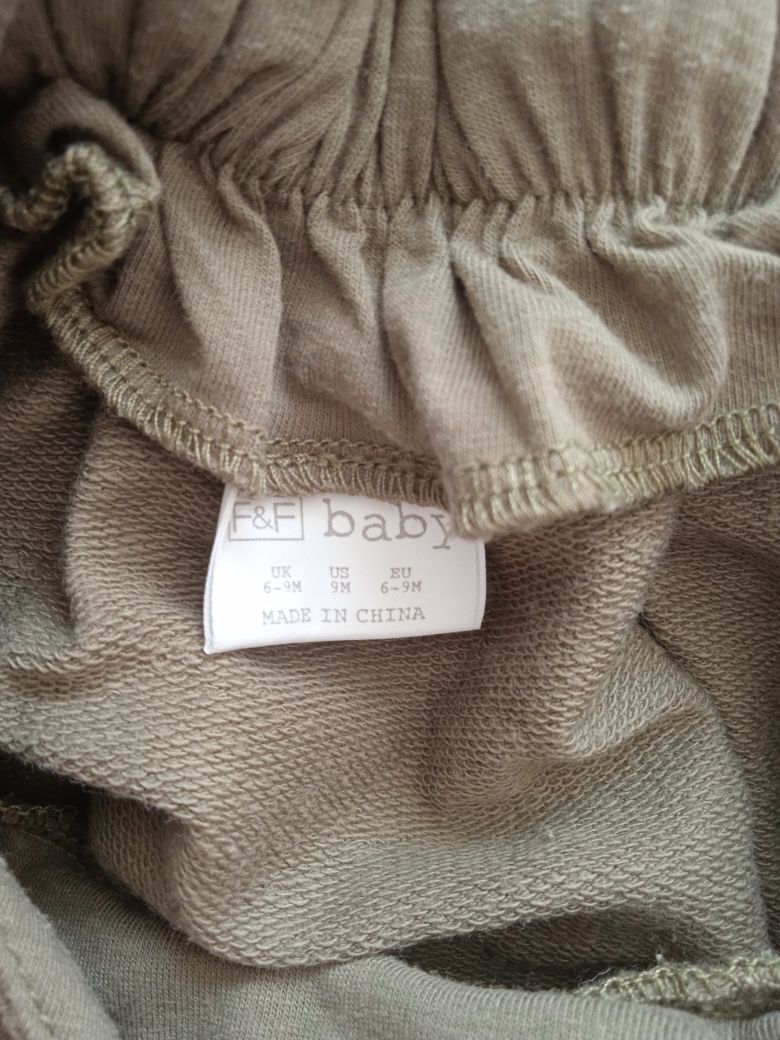 F&F baby
UK US EU
6-9M 9M 6-9M
MADE IN CHINA